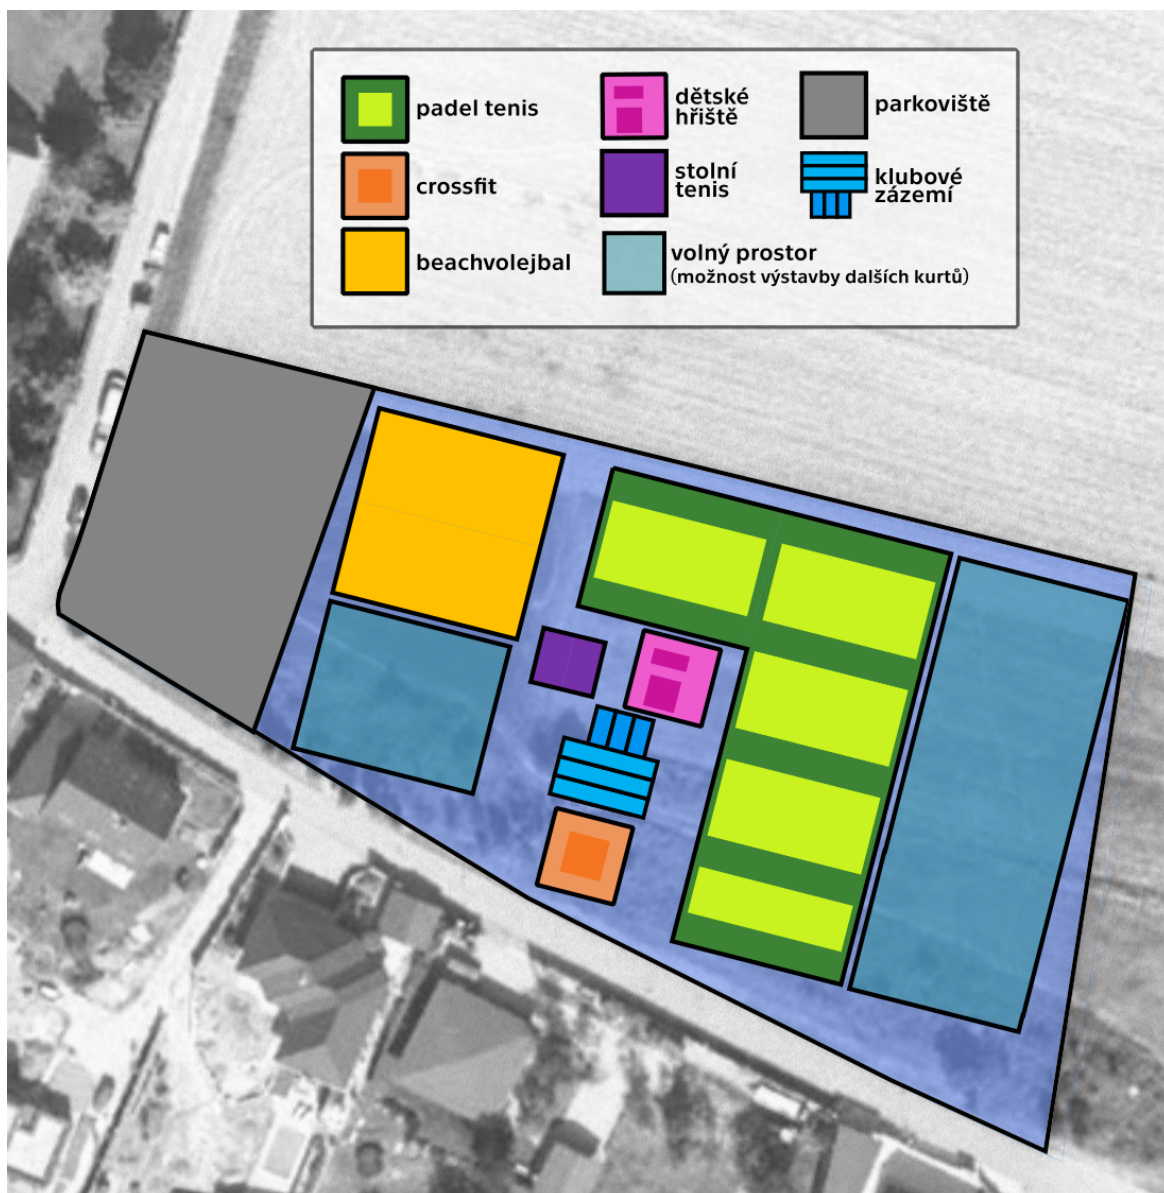 padel tenis
crossfit
beachvolejbal
dětské
hřiště
stolní
tenis
volný prostor
(možnost výstavby dalších kurtů)
parkoviště
klubové
zázemí